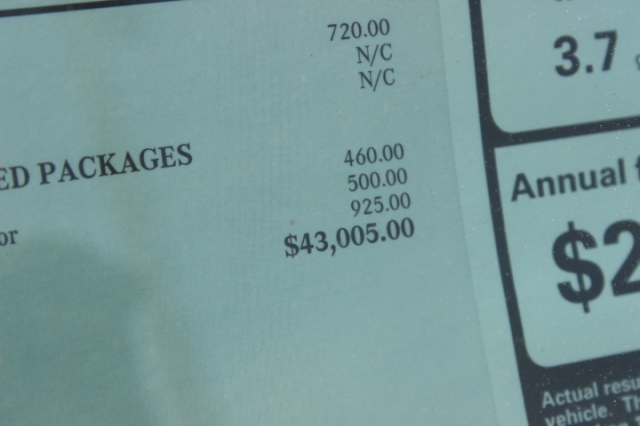 720.00
N/C
N/C
ED PACKAGES
460.00
500.00
925.00
or
$43,005.00
3.7
Annual
$2
Actual resu
vehicle. Th